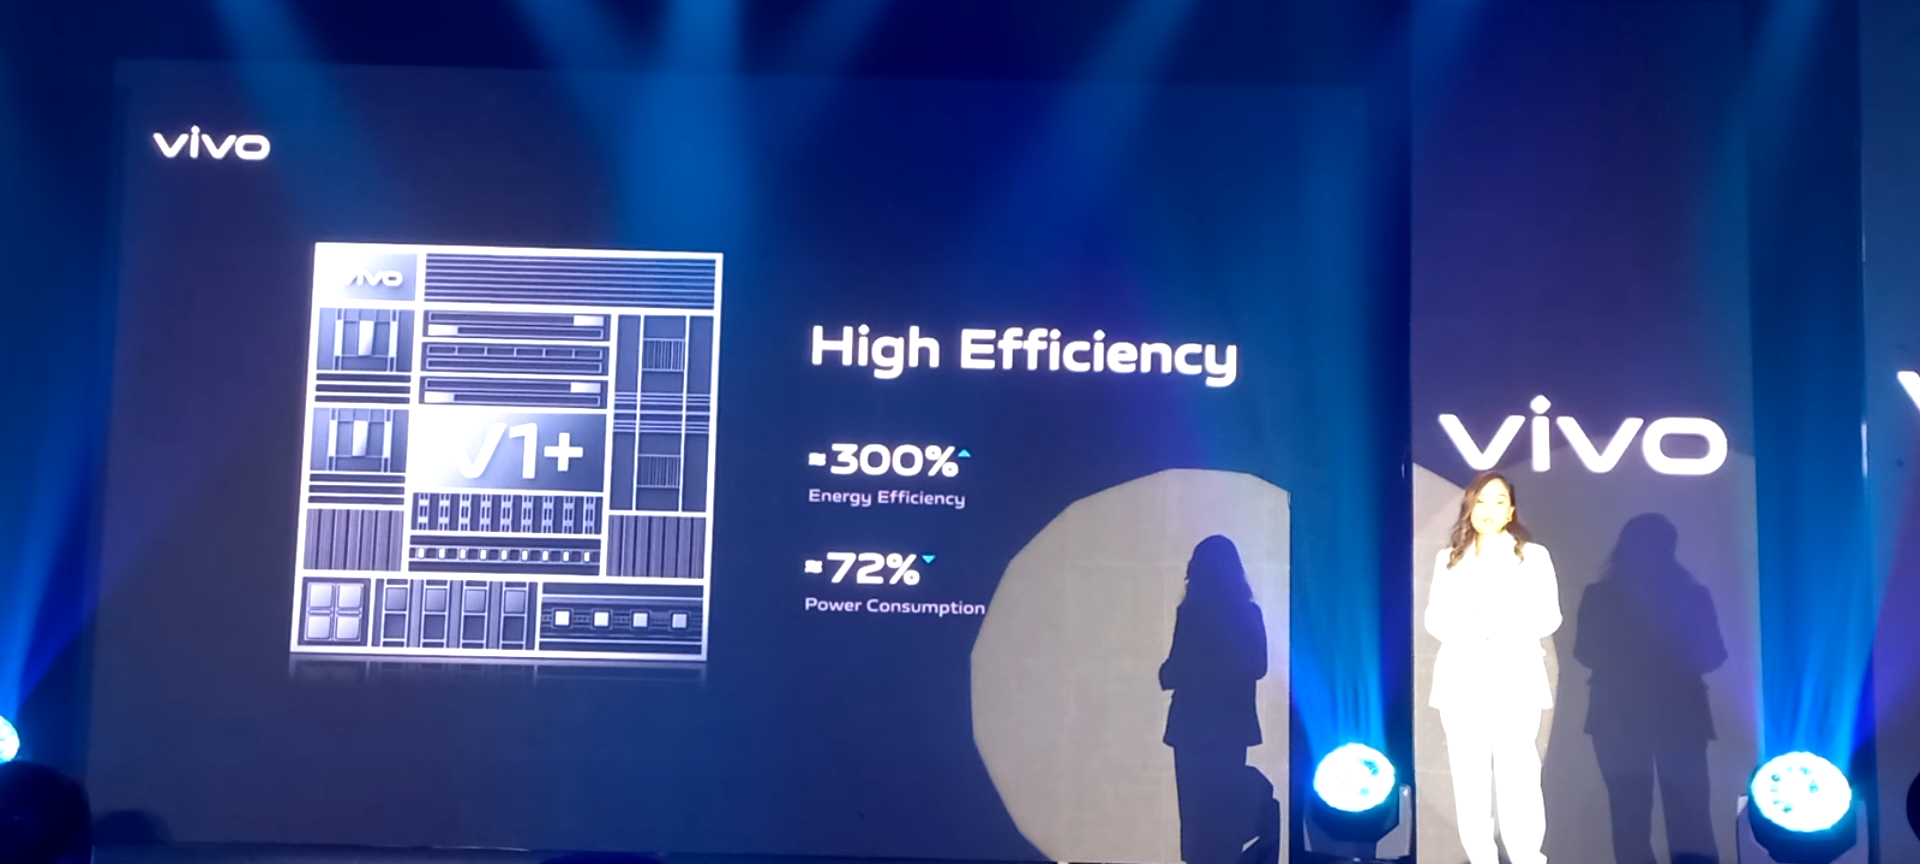 vivo
vivo
V1+
High Efficiency
≈300%
Energy Efficiency
≈72%
Power Consumption
vivo